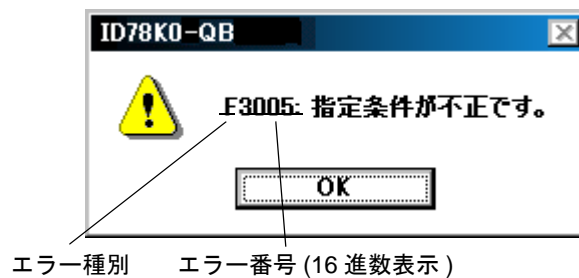 ID78K0-QB
F3005: 指定条件が不正です。
OK
エラー種別 エラー番号 (16 進数表示 )